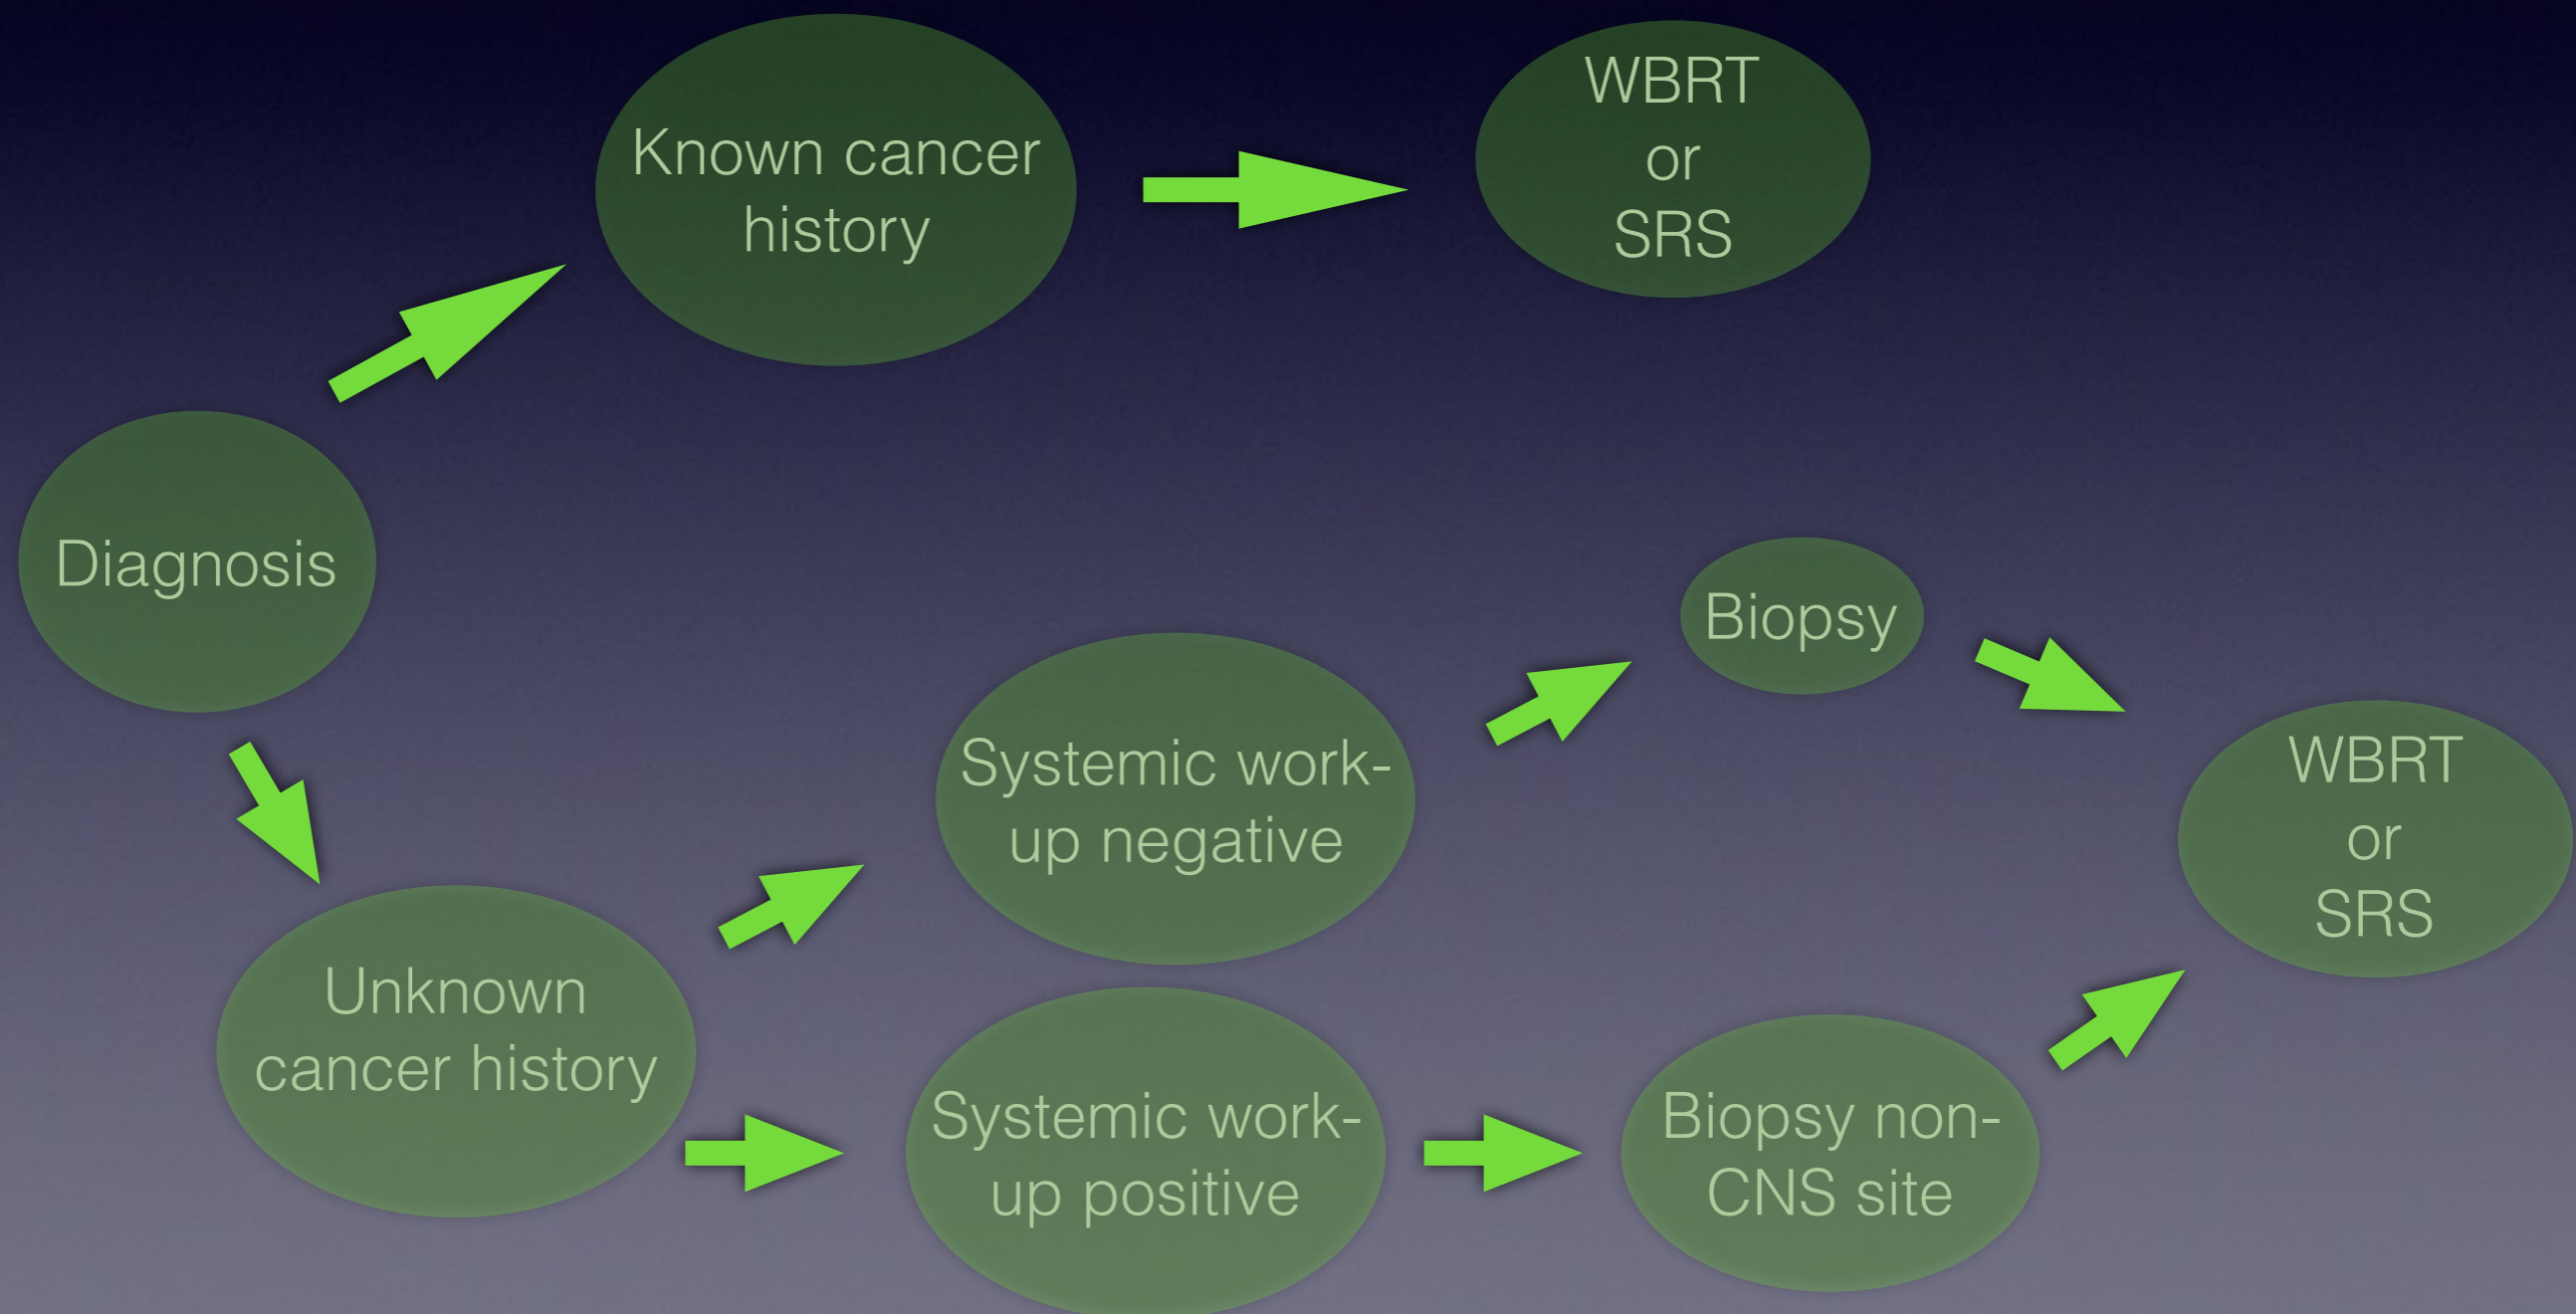 Known cancer
history
WBRT
or
SRS
Diagnosis
Biopsy
Systemic work-
up negative
WBRT
or
SRS
Unknown
cancer history
Systemic work-
up positive
Biopsy non-
CNS site